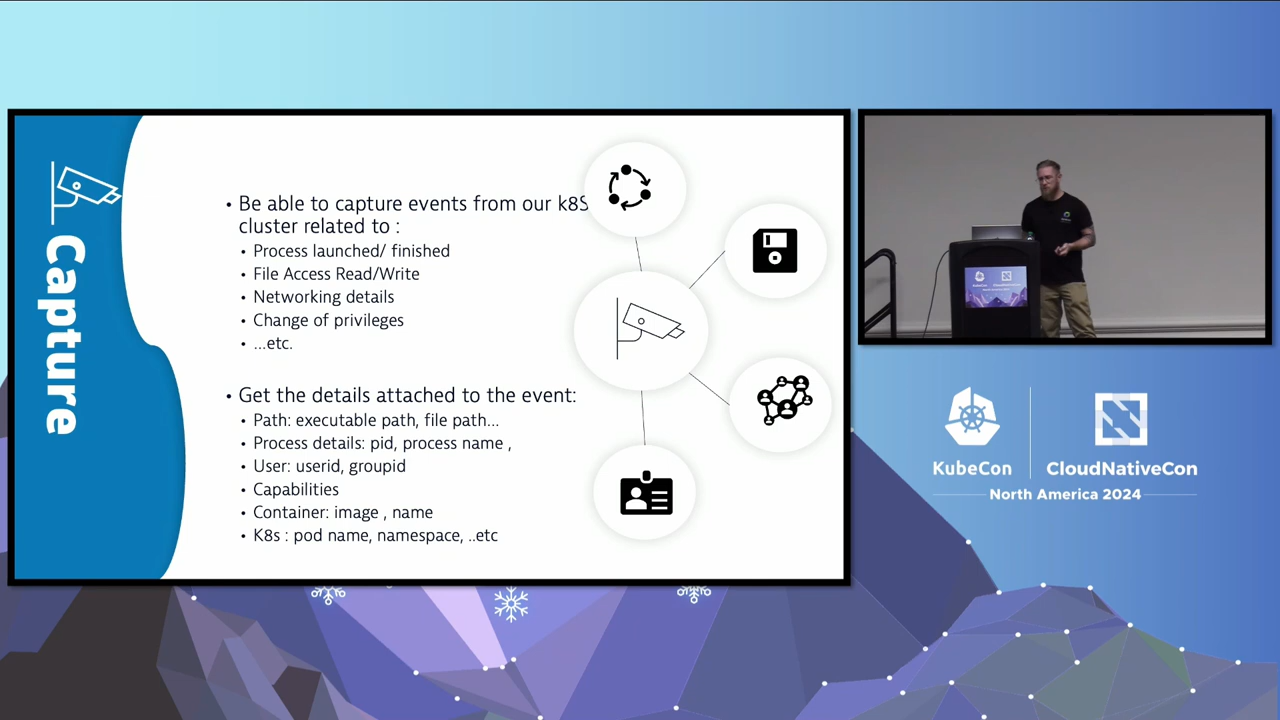 Capture
• Be able to capture events from our k8S
cluster related to :
• Process launched/ finished
• File Access Read/Write
• Networking details
• Change of privileges
• ...etc.
• Get the details attached to the event:
• Path: executable path, file path...
• Process details: pid, process name ,
• User: userid, groupid
• Capabilities
• Container: image , name
• K8s : pod name, namespace, ..etc
KubeCon
CloudNativeCon
North America 2024